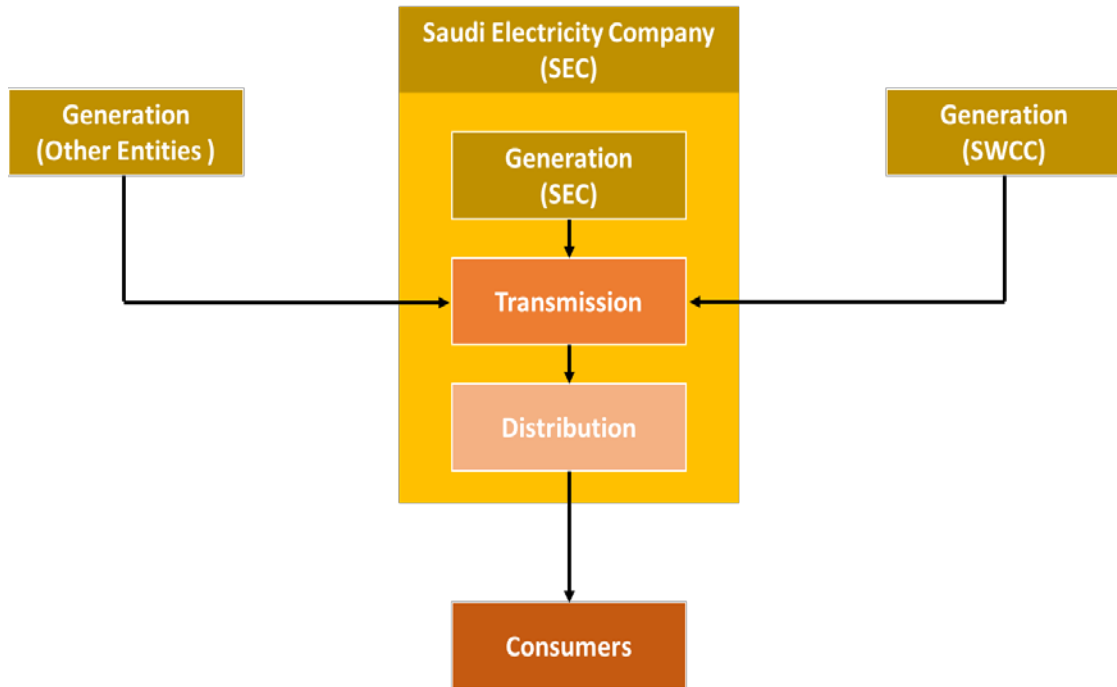 Saudi Electricity Company
(SEC)
Generation
(Other Entities )
Generation
(SEC)
Generation
(SWCC)
Transmission
Distribution
Consumers